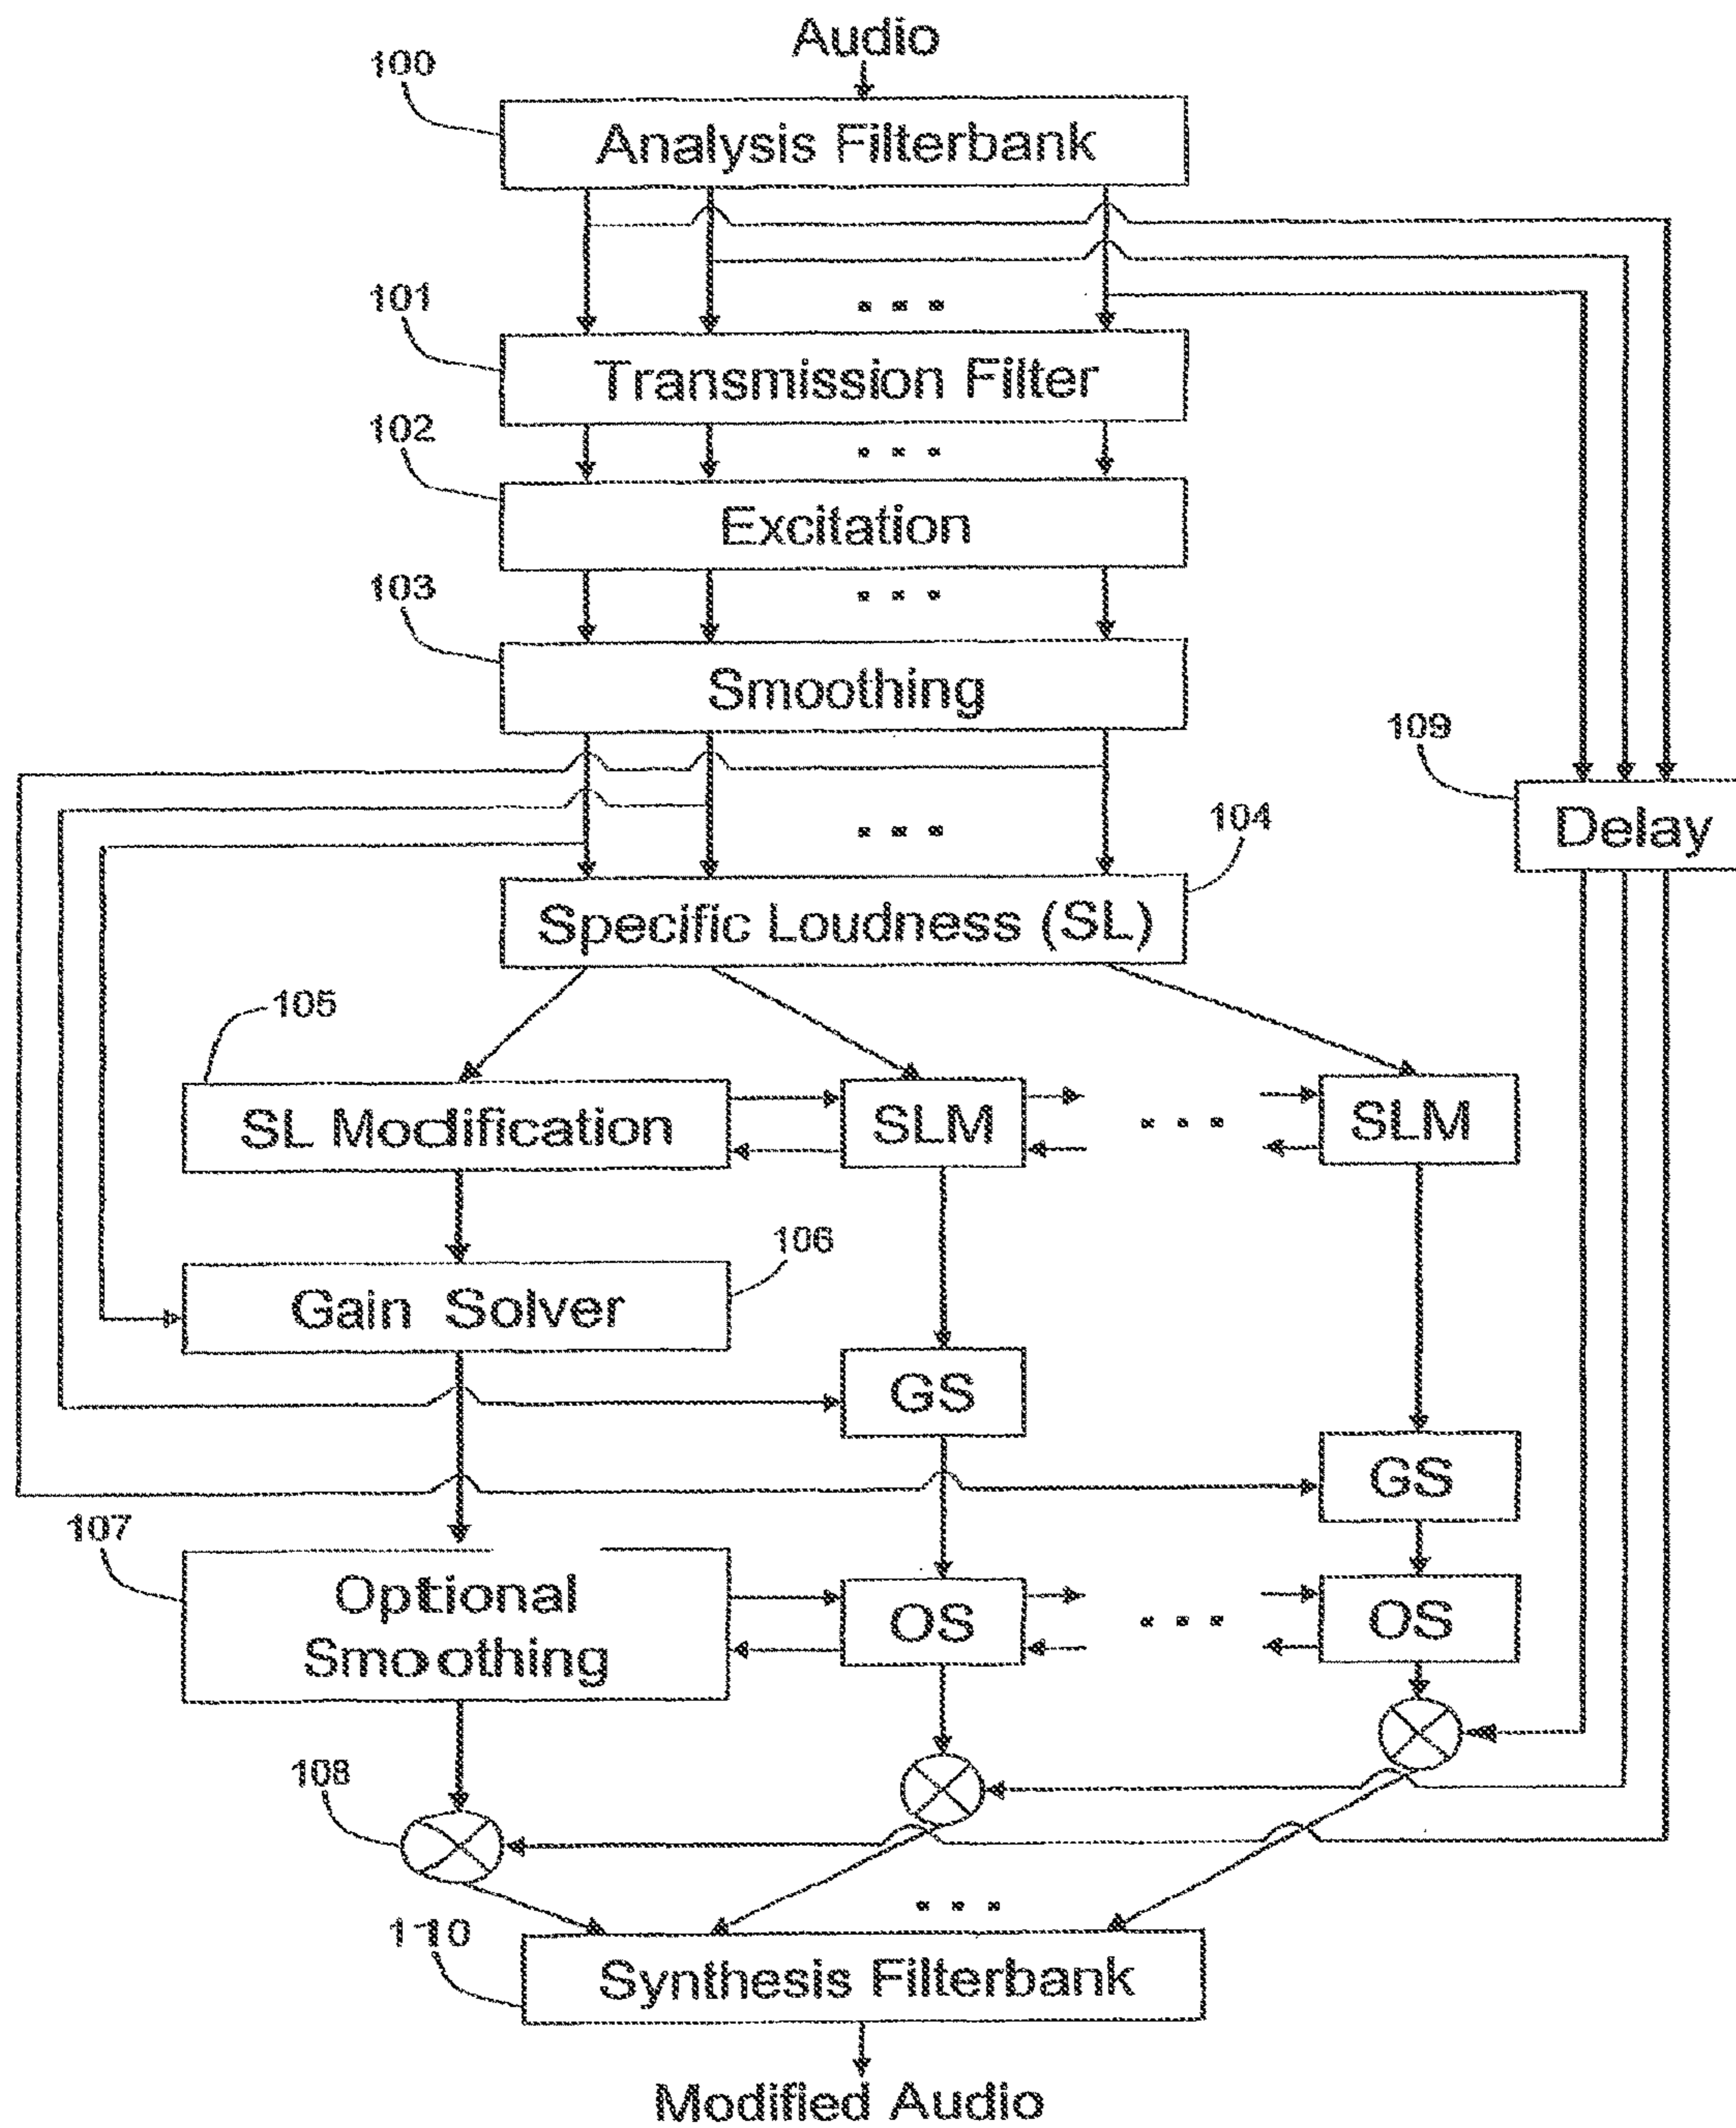 Audio
100
Analysis Filterbank
101
Transmission Filter
102
Excitation
103
Smoothing
109
Delay
104
Specific Loudness (SL)
105
SL Modification
SLM
SLM
106
Gain Solver
GS
GS
107
Optional
Smoothing
OS
OS
108
110
Synthesis Filterbank
Modified Audio